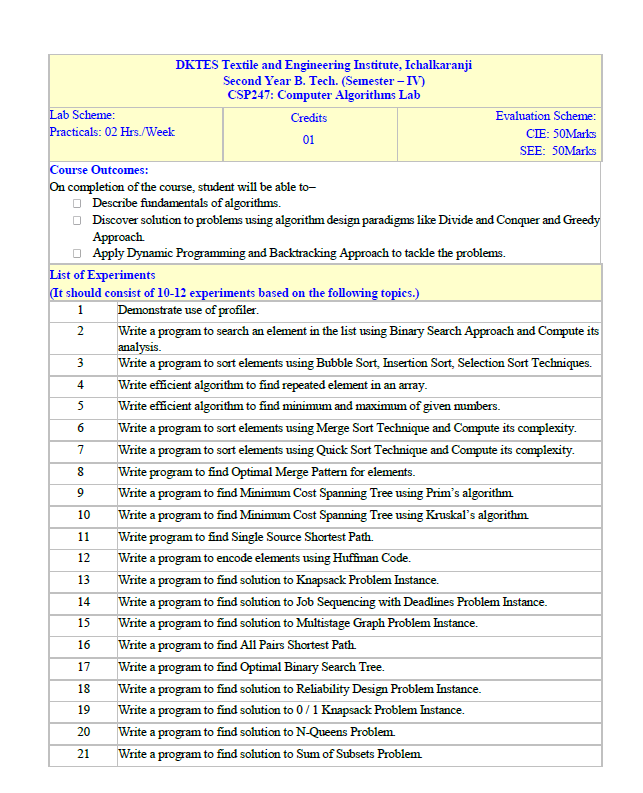 DKTES Textile and Engineering Institute, Ichalkaranji
Second Year B. Tech. (Semester – IV)
CSP247: Computer Algorithms Lab
Lab Scheme:
Practicals: 02 Hrs./Week
Credits
01
Evaluation Scheme:
CIE: 50Marks
SEE: 50Marks
Course Outcomes:
On completion of the course, student will be able to–
Describe fundamentals of algorithms.
Discover solution to problems using algorithm design paradigms like Divide and Conquer and Greedy
Approach.
Apply Dynamic Programming and Backtracking Approach to tackle the problems.
List of Experiments
(It should consist of 10-12 experiments based on the following topics.)
1 Demonstrate use of profiler.
2 Write a program to search an element in the list using Binary Search Approach and Compute its
analysis.
3 Write a program to sort elements using Bubble Sort, Insertion Sort, Selection Sort Techniques.
4 Write efficient algorithm to find repeated element in an array.
5 Write efficient algorithm to find minimum and maximum of given numbers.
6 Write a program to sort elements using Merge Sort Technique and Compute its complexity.
7 Write a program to sort elements using Quick Sort Technique and Compute its complexity.
8 Write program to find Optimal Merge Pattern for elements.
9 Write a program to find Minimum Cost Spanning Tree using Prim's algorithm.
10 Write a program to find Minimum Cost Spanning Tree using Kruskal's algorithm.
11 Write program to find Single Source Shortest Path.
12 Write a program to encode elements using Huffman Code.
13 Write a program to find solution to Knapsack Problem Instance.
14 Write a program to find solution to Job Sequencing with Deadlines Problem Instance.
15 Write a program to find solution to Multistage Graph Problem Instance.
16 Write a program to find All Pairs Shortest Path.
17 Write a program to find Optimal Binary Search Tree.
18 Write a program to find solution to Reliability Design Problem Instance.
19 Write a program to find solution to 0 / 1 Knapsack Problem Instance.
20 Write a program to find solution to N-Queens Problem.
21 Write a program to find solution to Sum of Subsets Problem.